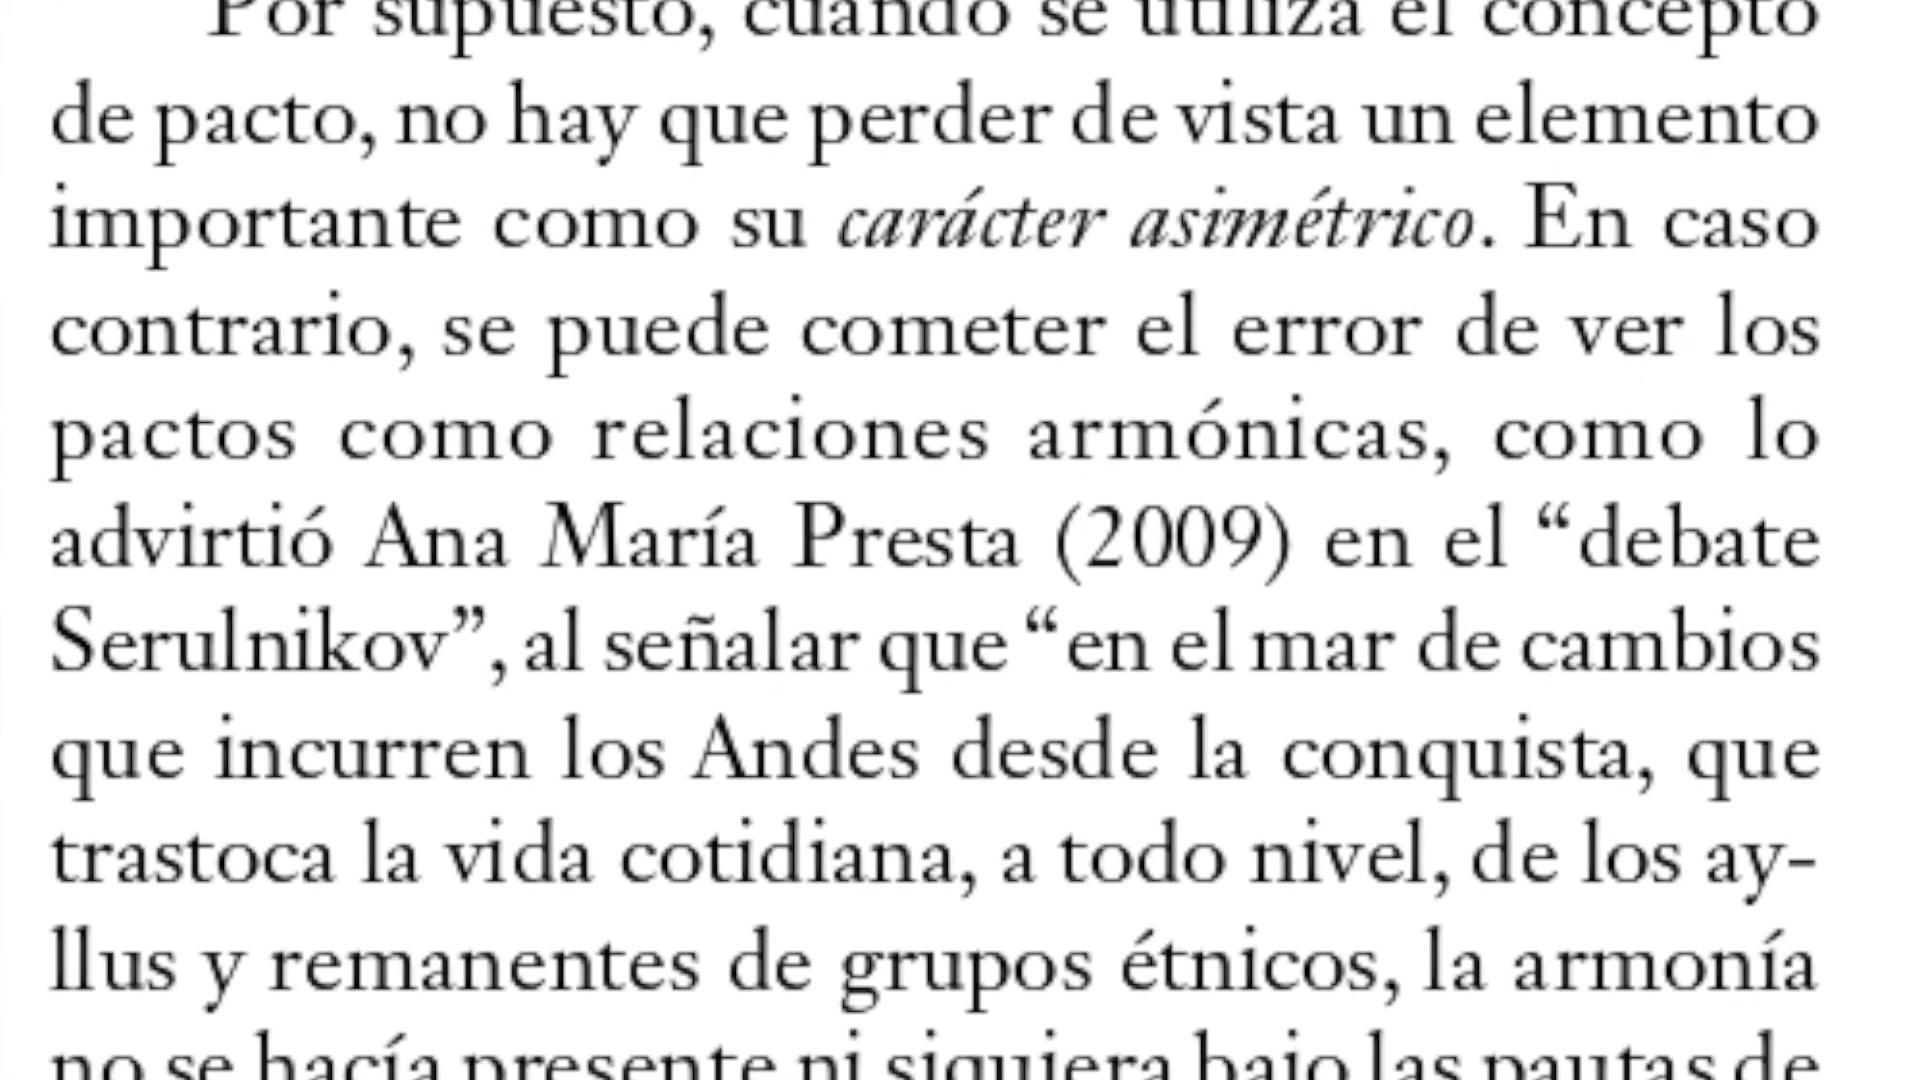 Por supuesto, cuando se utiliza el concepto
de pacto, no hay que perder de vista un elemento
importante como su carácter asimétrico. En caso
contrario, se puede cometer el error de ver los
pactos como relaciones armónicas, como lo
advirtió Ana María Presta (2009) en el “debate
Serulnikov”, al señalar que “en el mar de cambios
que incurren los Andes desde la conquista, que
trastoca la vida cotidiana, a todo nivel, de los ay-
llus y remanentes de grupos étnicos, la armonía
no se hacía presente ni siquiera bajo las pautas de